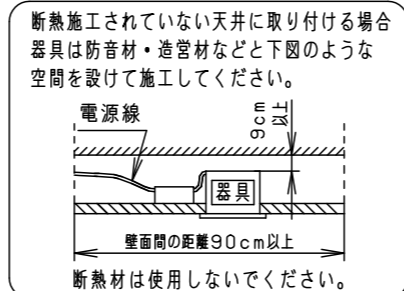 断熱施工されていない天井に取り付ける場合
器具は防音材・造営材などと下図のような
空間を設けて施工してください。
電源線
9cm
以上
器具
壁面間の距離90cm以上
断熱材は使用しないでください。